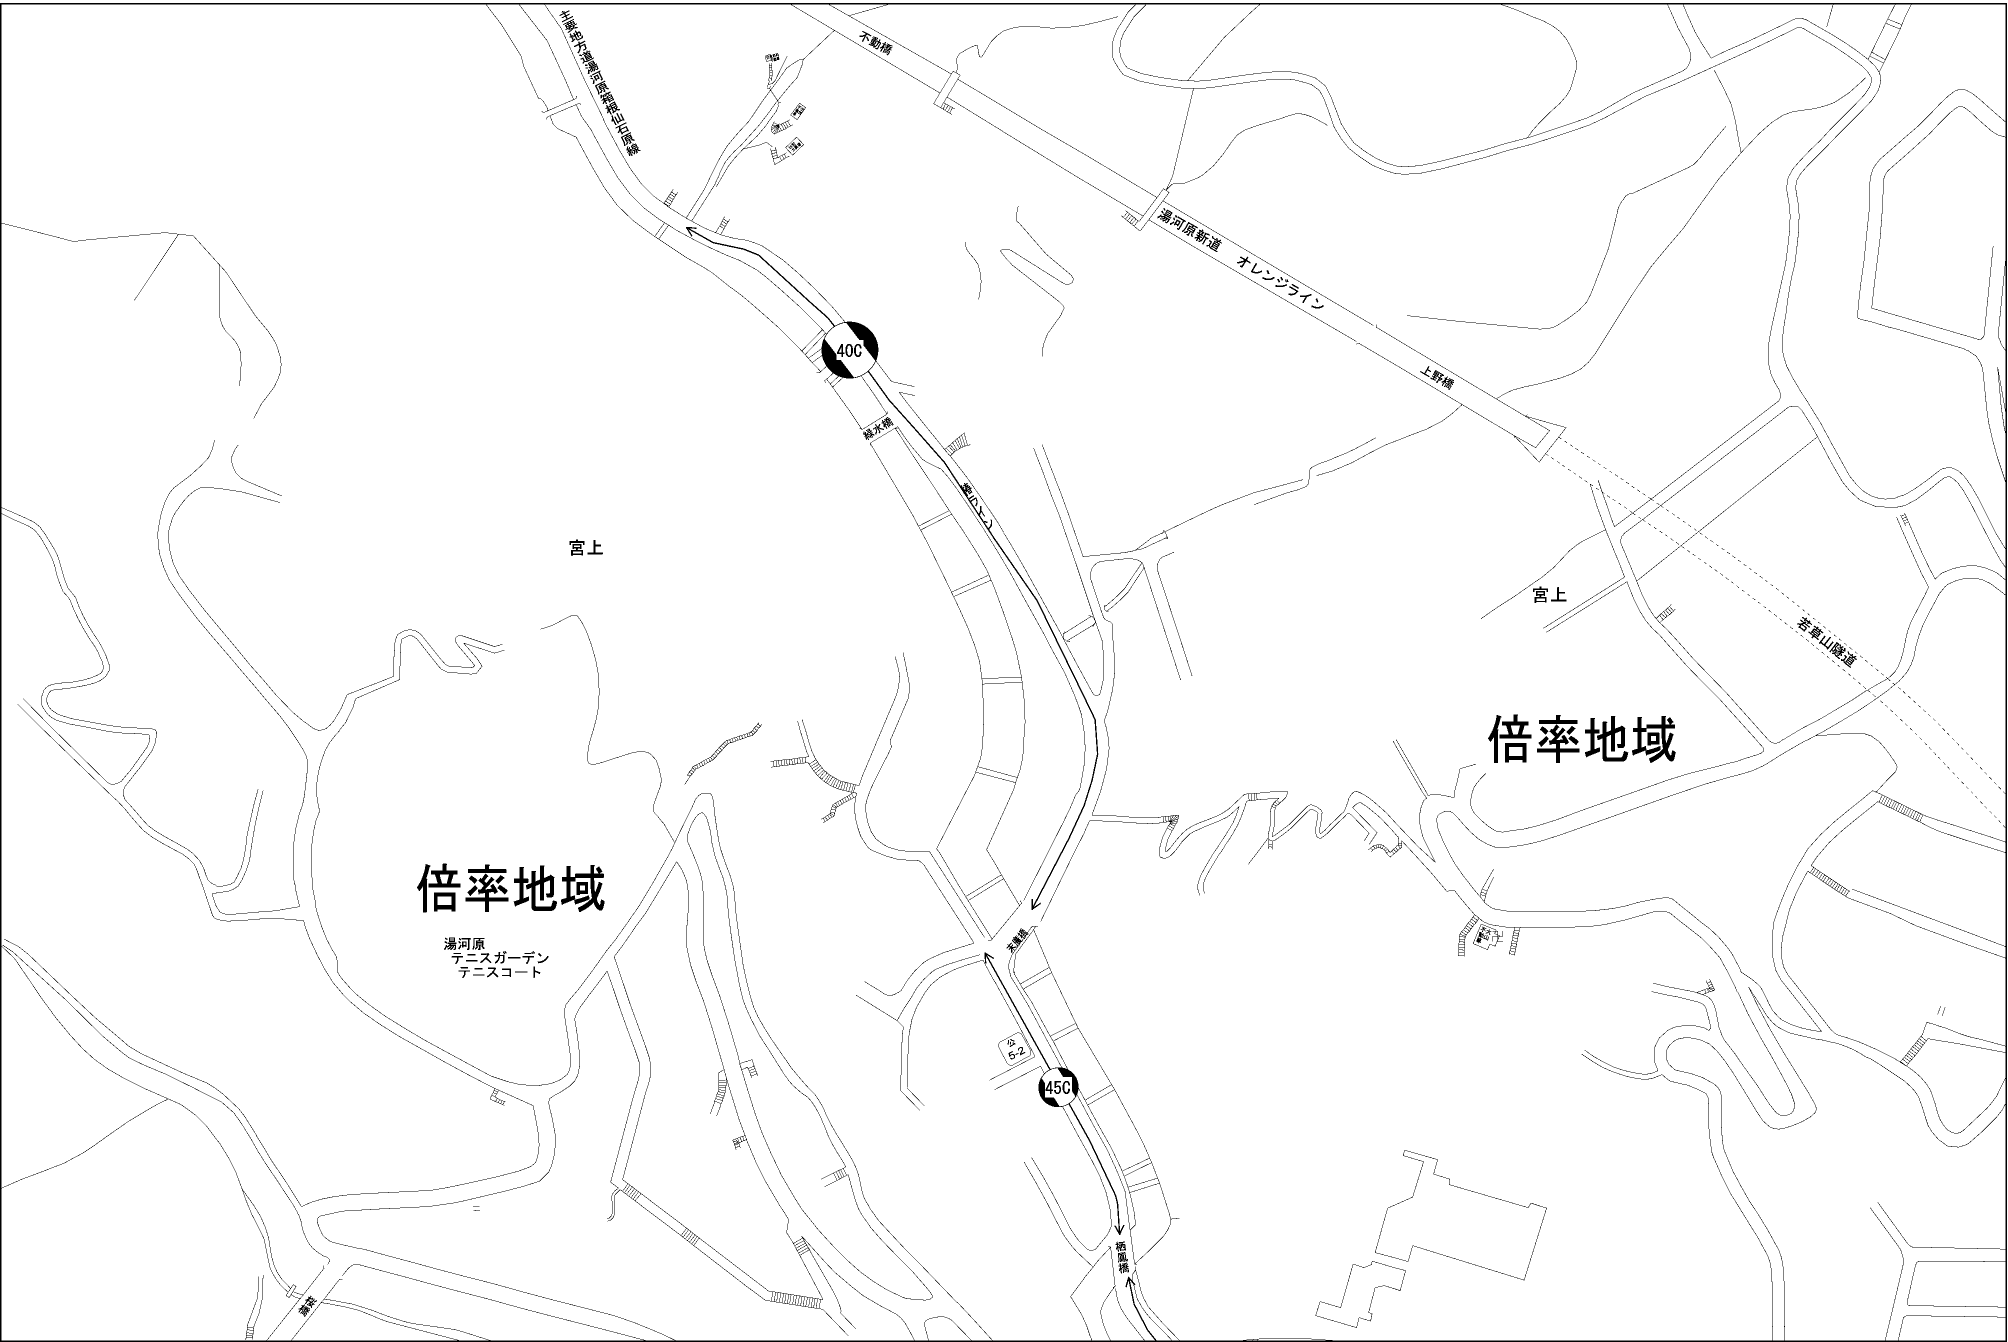 主要地方道湯河原箱根仙石原線
不動橋
湯河原新道　オレンジライン
40C
上野橋
緑水橋
宮上
宮上
若草山隧道
倍率地域
倍率地域
湯河原
テニスガーデン
テニスコート
末廣橋
公
5-2
45C
栖鳳橋